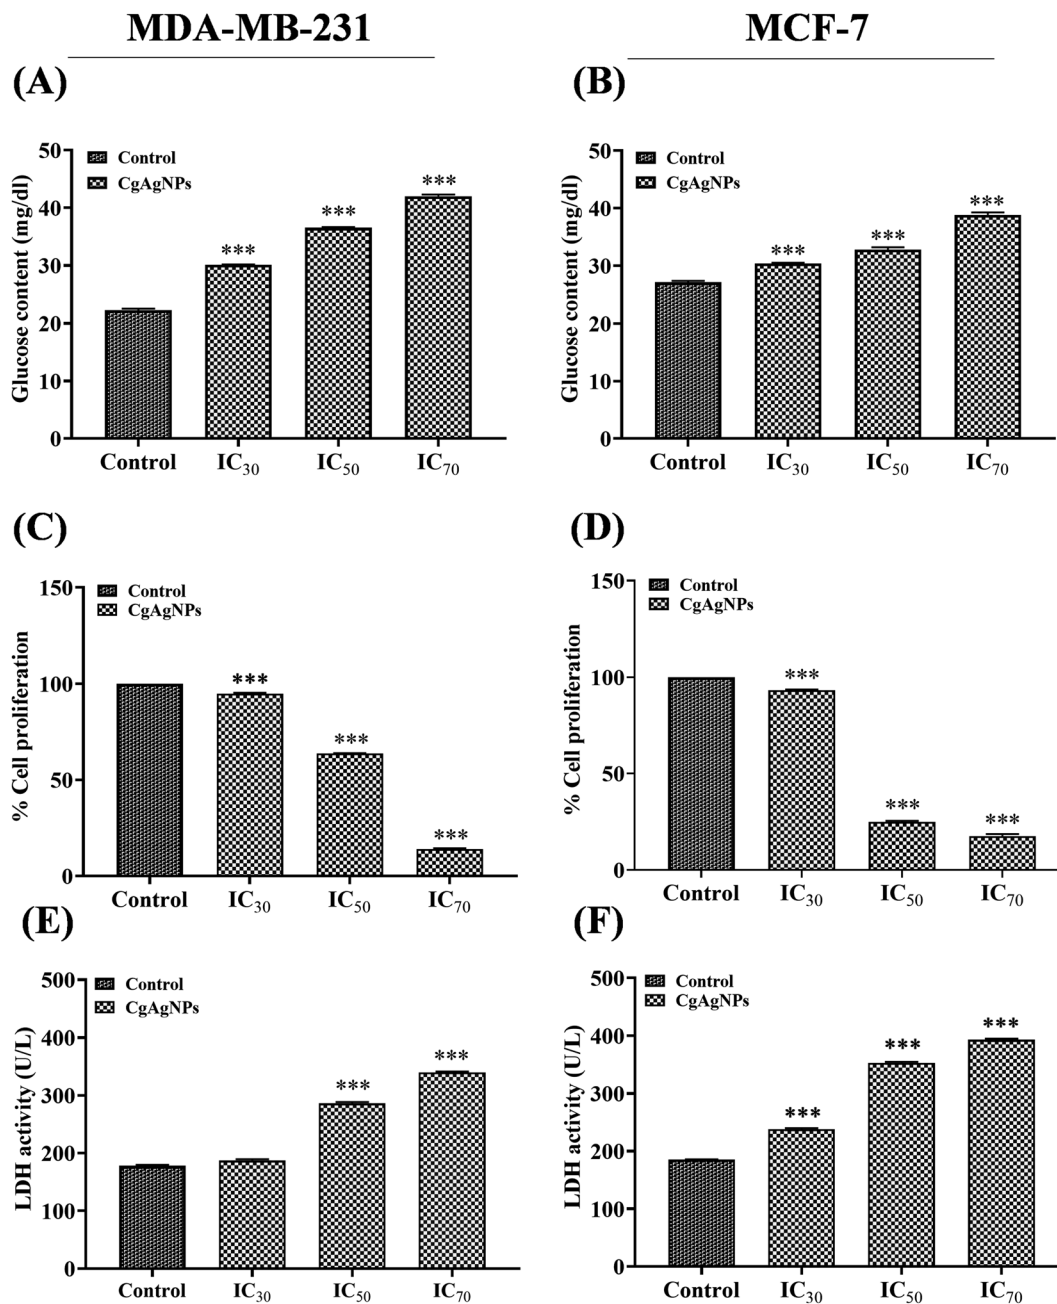 MDA-MB-231
MCF-7
(A)
(B)
Glucose content (mg/dl)
50
40
30
20
10
0
Control
CgAgNPs
***
***
***
Control IC30 IC50 IC70
Glucose content (mg/dl)
50
40
30
20
10
0
Control
CgAgNPs
***
***
***
Control IC30 IC50 IC70
(C)
(D)
% Cell proliferation
150
100
50
0
Control
CgAgNPs
***
***
***
Control IC30 IC50 IC70
% Cell proliferation
150
100
50
0
Control
CgAgNPs
***
***
***
Control IC30 IC50 IC70
(E)
(F)
LDH activity (U/L)
500
400
300
200
100
0
Control
CgAgNPs
***
***
Control IC30 IC50 IC70
LDH activity (U/L)
500
400
300
200
100
0
Control
CgAgNPs
***
***
***
Control IC30 IC50 IC70